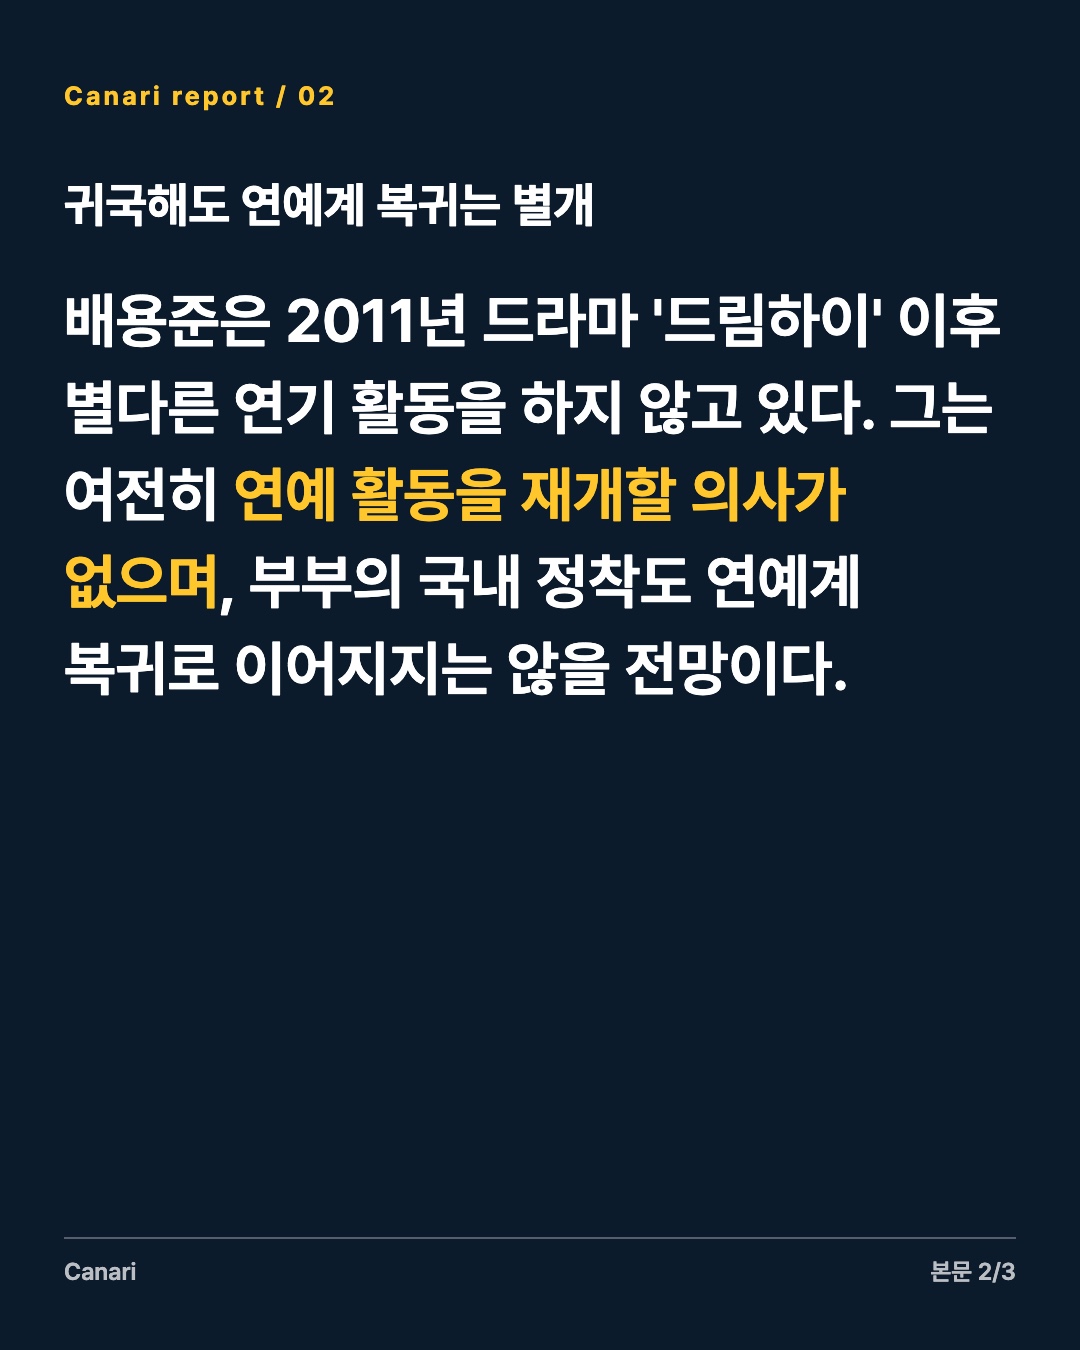 Canari report / 02
귀국해도 연예계 복귀는 별개
배용준은 2011년 드라마 '드림하이' 이후
별다른 연기 활동을 하지 않고 있다. 그는
여전히 연예 활동을 재개할 의사가
없으며, 부부의 국내 정착도 연예계
복귀로 이어지지는 않을 전망이다.
Canari
본문 2/3